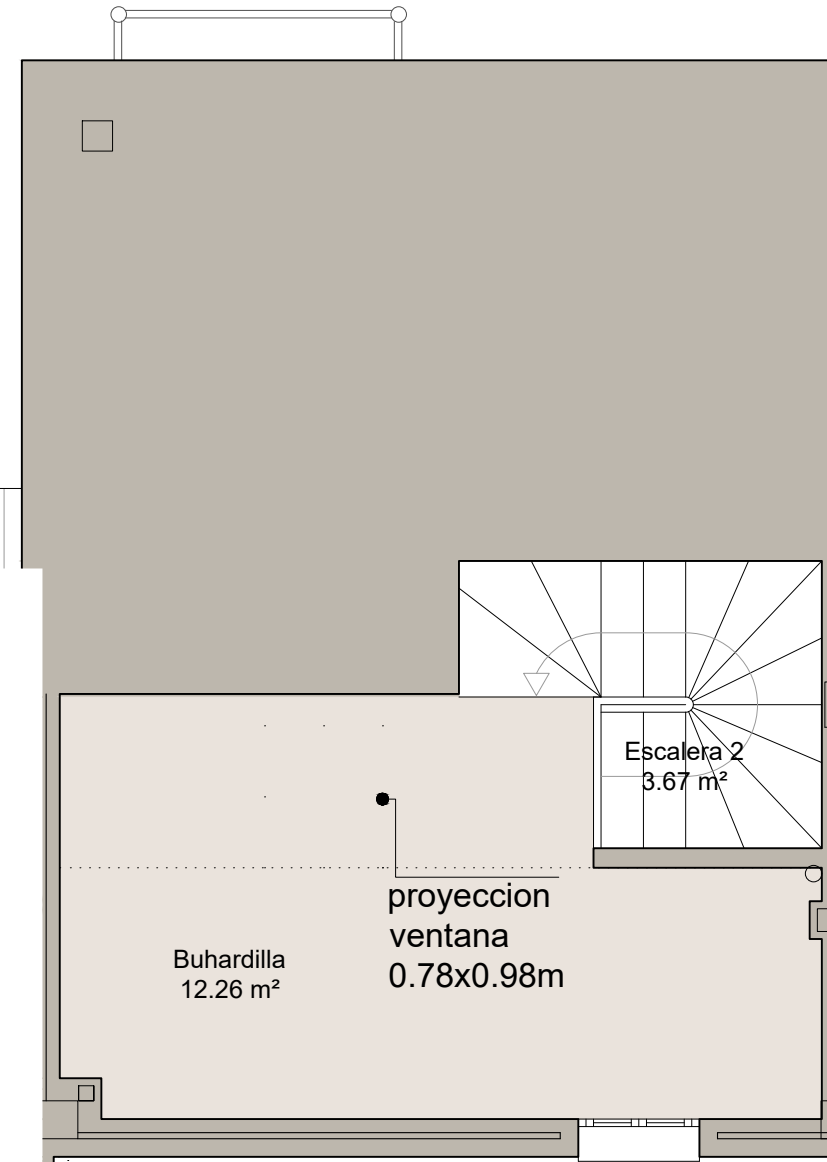 Escalera 2
3.67 m²
proyeccion
ventana
0.78x0.98m
Buhardilla
12.26 m²